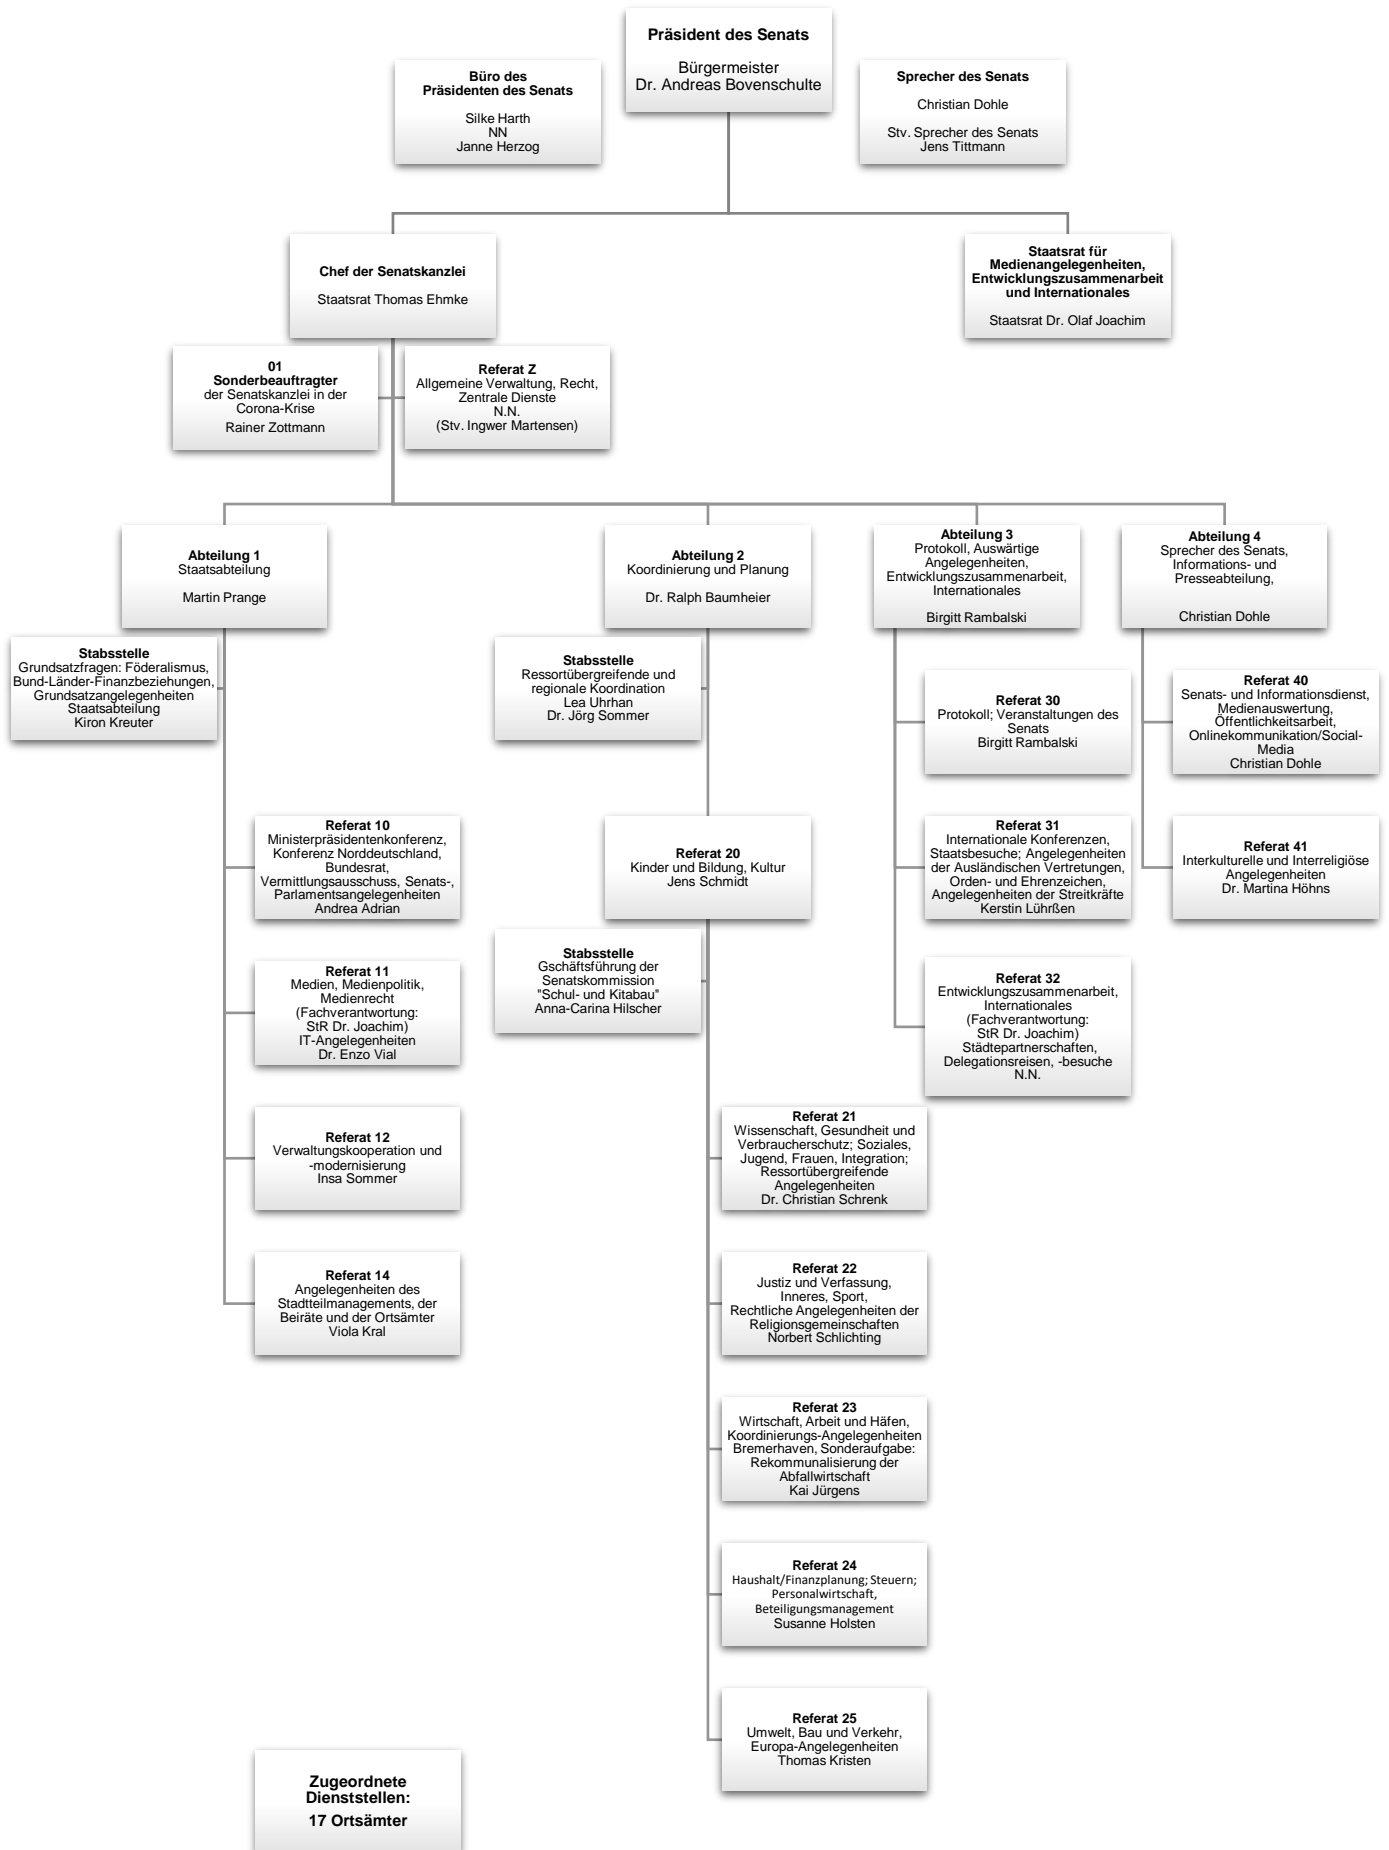 Präsident des Senats
Bürgermeister
Dr. Andreas Bovenschulte
Büro des
Präsidenten des Senats
Silke Harth
NN
Janne Herzog
Sprecher des Senats
Christian Dohle
Stv. Sprecher des Senats
Jens Tittmann
Chef der Senatskanzlei
Staatsrat Thomas Ehmke
Staatsrat für
Medienangelegenheiten,
Entwicklungszusammenarbeit
und Internationales
Staatsrat Dr. Olaf Joachim
01
Sonderbeauftragter
der Senatskanzlei in der
Corona-Krise
Rainer Zottmann
Referat Z
Allgemeine Verwaltung, Recht,
Zentrale Dienste
N.N.
(Stv. Ingwer Martensen)
Abteilung 1
Staatsabteilung
Martin Prange
Abteilung 2
Koordinierung und Planung
Dr. Ralph Baumheier
Abteilung 3
Protokoll, Auswärtige
Angelegenheiten,
Entwicklungszusammenarbeit,
Internationales
Birgitt Rambalski
Abteilung 4
Sprecher des Senats,
Informations- und
Presseabteilung,
Christian Dohle
Stabsstelle
Grundsatzfragen: Föderalismus,
Bund-Länder-Finanzbeziehungen,
Grundsatzangelegenheiten
Staatsabteilung
Kiron Kreuter
Stabsstelle
Ressortübergreifende und
regionale Koordination
Lea Uhrhan
Dr. Jörg Sommer
Referat 30
Protokoll; Veranstaltungen des
Senats
Birgitt Rambalski
Referat 40
Senats- und Informationsdienst,
Medienauswertung,
Öffentlichkeitsarbeit,
Onlinekommunikation/Social-
Media
Christian Dohle
Referat 10
Ministerpräsidentenkonferenz,
Konferenz Norddeutschland,
Bundesrat,
Vermittlungsausschuss, Senats-,
Parlamentsangelegenheiten
Andrea Adrian
Referat 20
Kinder und Bildung, Kultur
Jens Schmidt
Referat 31
Internationale Konferenzen,
Staatsbesuche; Angelegenheiten
der Ausländischen Vertretungen,
Orden- und Ehrenzeichen,
Angelegenheiten der Streitkräfte
Kerstin Lührßen
Referat 41
Interkulturelle und Interreligiöse
Angelegenheiten
Dr. Martina Höhns
Stabsstelle
Gschäftsführung der
Senatskommission
"Schul- und Kitabau"
Anna-Carina Hilscher
Referat 11
Medien, Medienpolitik,
Medienrecht
(Fachverantwortung:
StR Dr. Joachim)
IT-Angelegenheiten
Dr. Enzo Vial
Referat 32
Entwicklungszusammenarbeit,
Internationales
(Fachverantwortung:
StR Dr. Joachim)
Städtepartnerschaften,
Delegationsreisen, -besuche
N.N.
Referat 12
Verwaltungskooperation und
-modernisierung
Insa Sommer
Referat 21
Wissenschaft, Gesundheit und
Verbraucherschutz; Soziales,
Jugend, Frauen, Integration;
Ressortübergreifende
Angelegenheiten
Dr. Christian Schrenk
Referat 14
Angelegenheiten des
Stadtteilmanagements, der
Beiräte und der Ortsämter
Viola Kral
Referat 22
Justiz und Verfassung,
Inneres, Sport,
Rechtliche Angelegenheiten der
Religionsgemeinschaften
Norbert Schlichting
Referat 23
Wirtschaft, Arbeit und Häfen,
Koordinierungs-Angelegenheiten
Bremerhaven, Sonderaufgabe:
Rekommunalisierung der
Abfallwirtschaft
Kai Jürgens
Referat 24
Haushalt/Finanzplanung; Steuern;
Personalwirtschaft,
Beteiligungsmanagement
Susanne Holsten
Referat 25
Umwelt, Bau und Verkehr,
Europa-Angelegenheiten
Thomas Kristen
Zugeordnete
Dienststellen:
17 Ortsämter